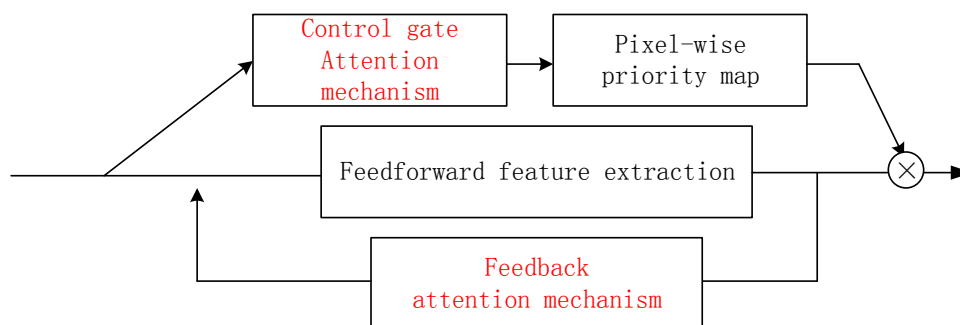 Control gate
Attention
mechanism
Pixel-wise
priority map
Feedforward feature extraction
Feedback
attention mechanism